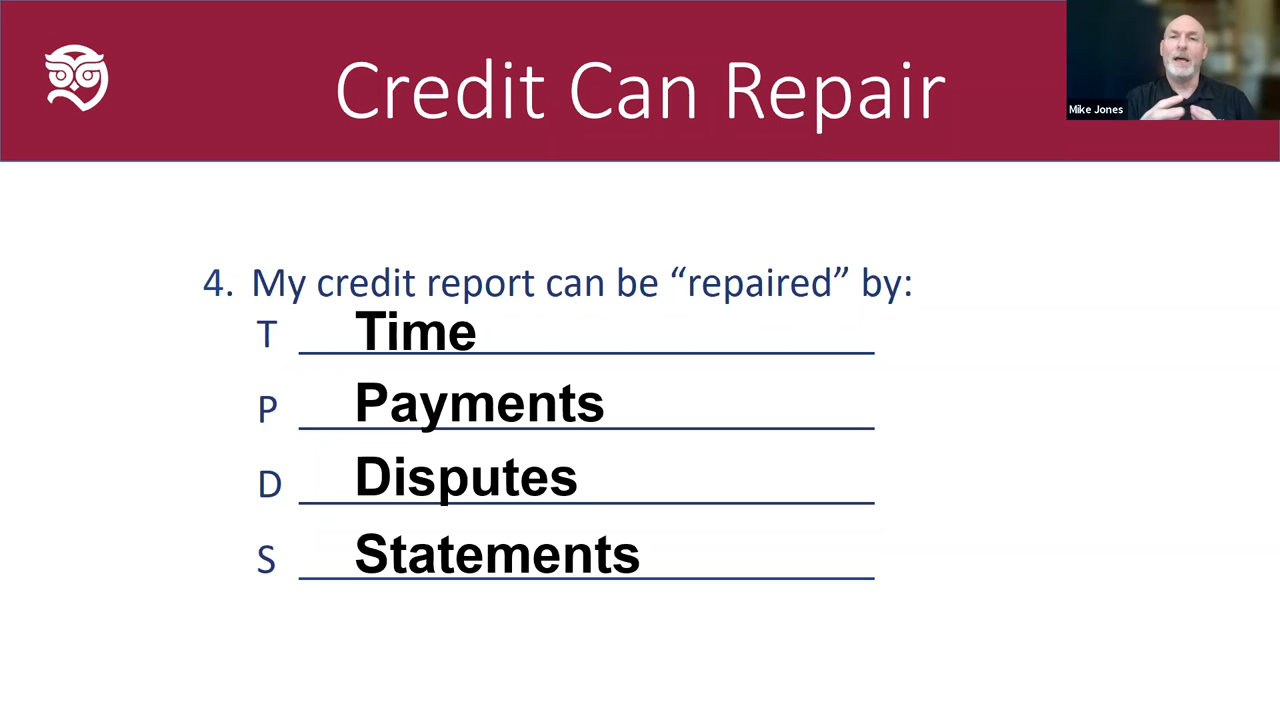 Credit Can Repair
Mike Jones
4. My credit report can be “repaired” by:
T Time
P Payments
D Disputes
S Statements